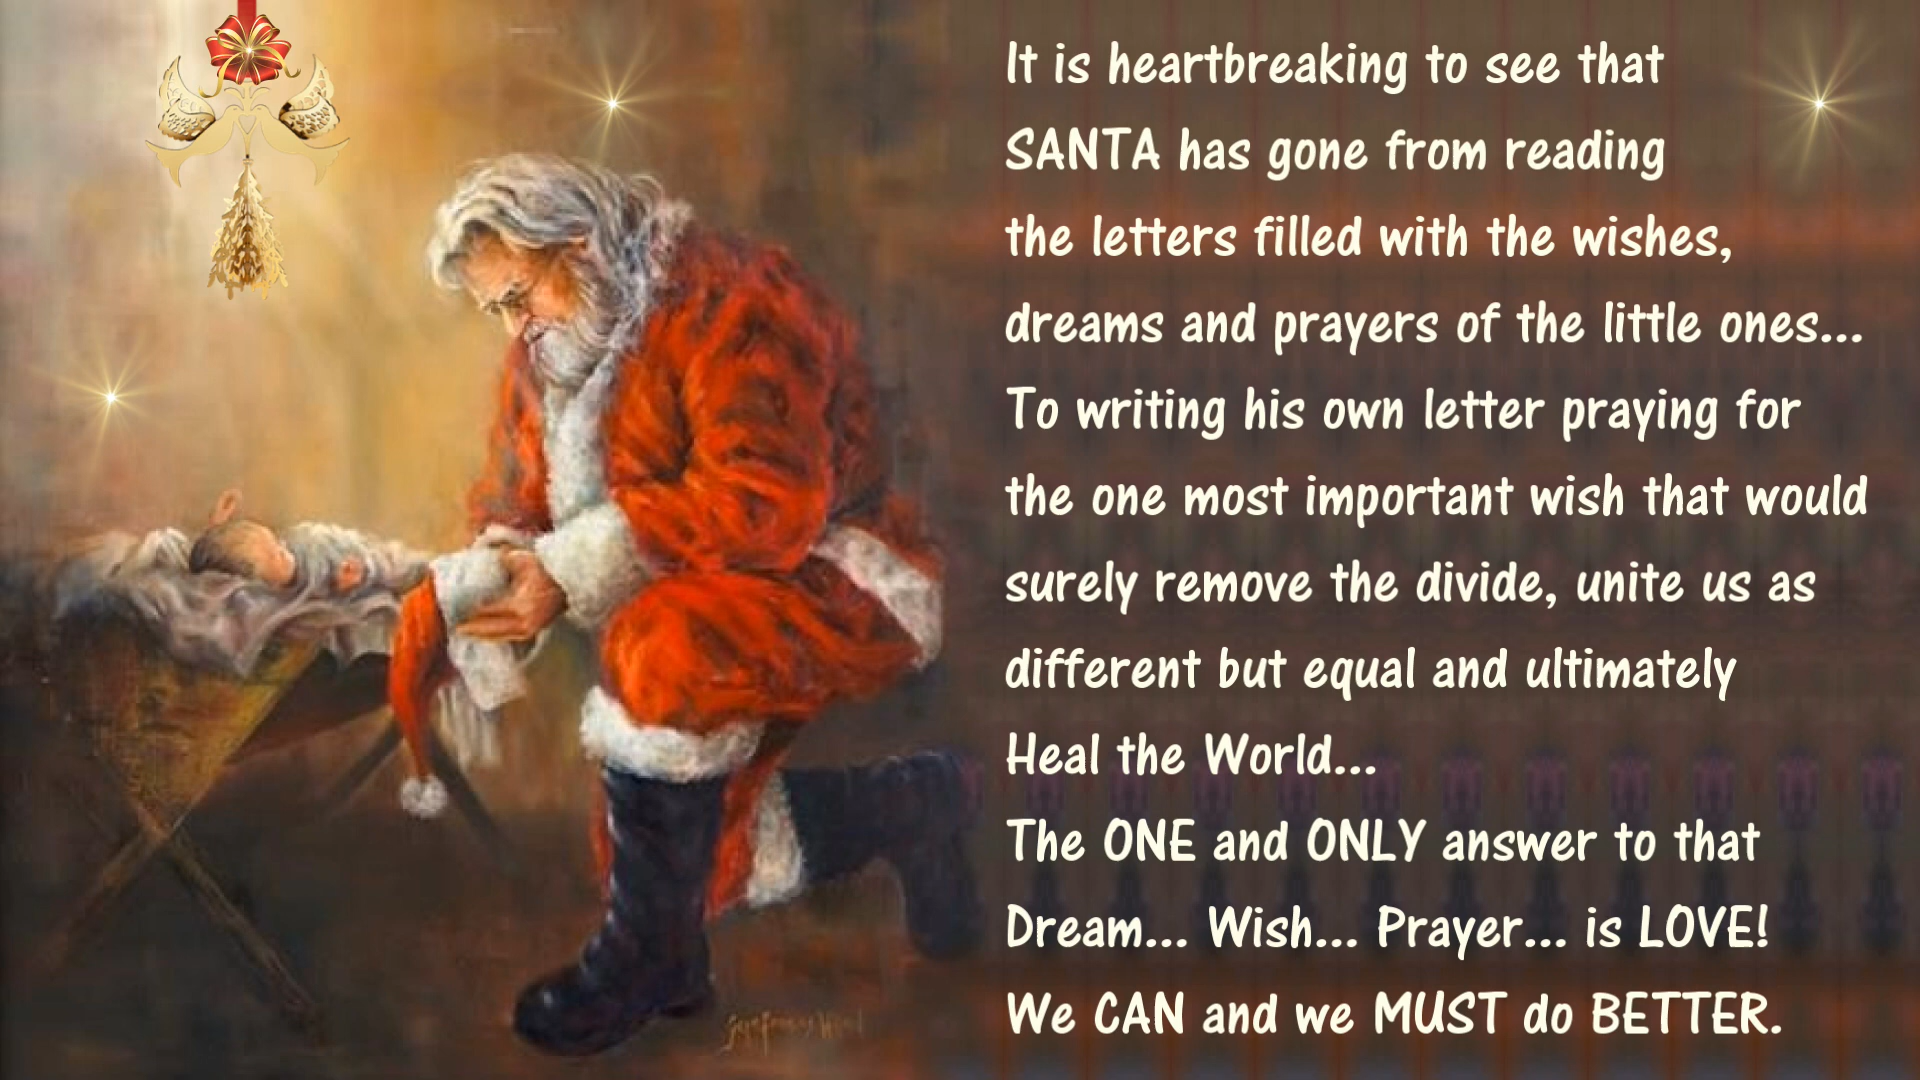 It is heartbreaking to see that
SANTA has gone from reading
the letters filled with the wishes,
dreams and prayers of the little ones...
To writing his own letter praying for
the one most important wish that would
surely remove the divide, unite us as
different but equal and ultimately
Heal the World...
The ONE and ONLY answer to that
Dream... Wish... Prayer... is LOVE!
We CAN and we MUST do BETTER.